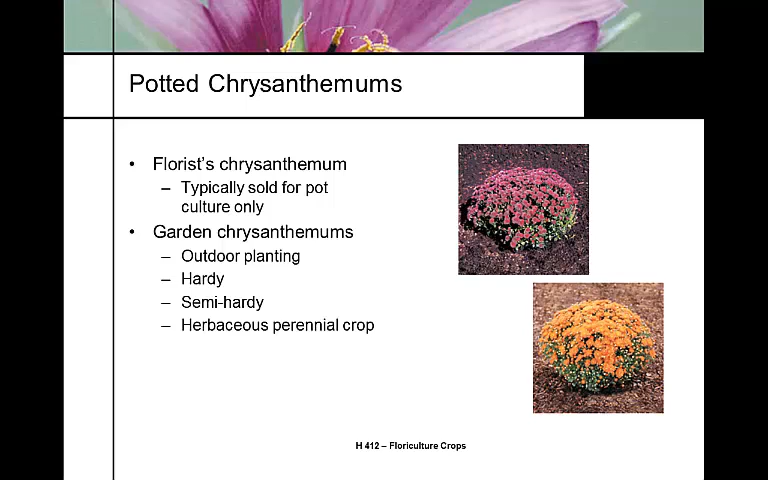 Potted Chrysanthemums
• Florist's chrysanthemum
– Typically sold for pot
culture only
• Garden chrysanthemums
– Outdoor planting
– Hardy
– Semi-hardy
– Herbaceous perennial crop
H 412 – Floriculture Crops